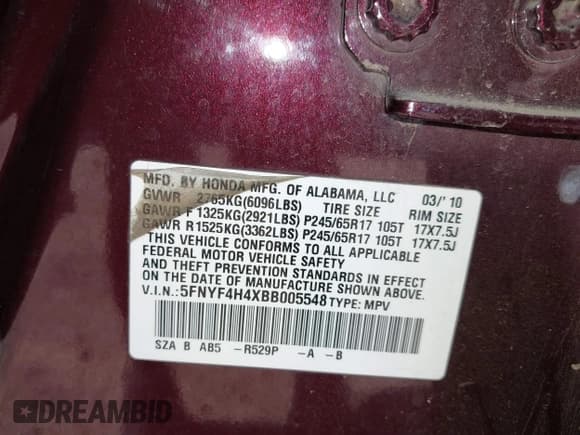 MFD. BY HONDA MFG. OF ALABAMA, LLC 03/'10
GVWR 2765KG(6096LBS) TIRE SIZE RIM SIZE
GAWR F 1325KG(2921LBS) P245/65R17 105T 17X7.5J
GAWR R 1525KG(3362LBS) P245/65R17 105T 17X7.5J
THIS VEHICLE CONFORMS TO ALL APPLICABLE
FEDERAL MOTOR VEHICLE SAFETY
AND THEFT PREVENTION STANDARDS IN EFFECT
ON THE DATE OF MANUFACTURE SHOWN ABOVE.
V.I.N.:5FNYF4H4XBB005548 TYPE: MPV
SZA B AB5 -R529P -A -B
DREAMBID